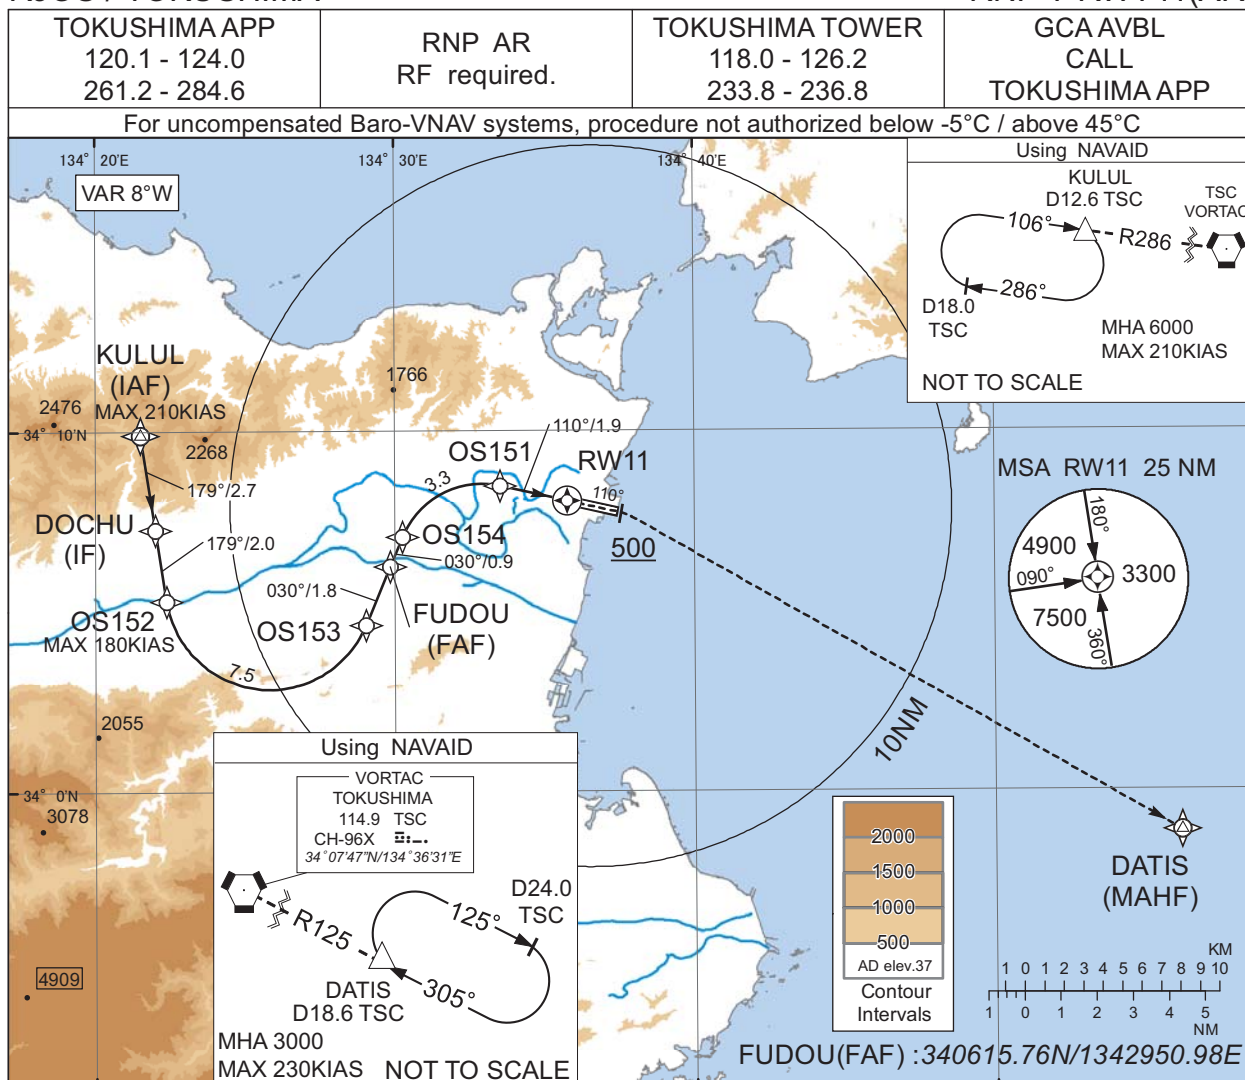 TOKUSHIMA APP
120.1 - 124.0
261.2 - 284.6
RNP AR
RF required.
TOKUSHIMA TOWER
118.0 - 126.2
233.8 - 236.8
GCA AVBL
CALL
TOKUSHIMA APP
For uncompensated Baro-VNAV systems, procedure not authorized below -5°C / above 45°C
134° 20'E
134° 30'E
134° 40'E
VAR 8°W
Using NAVAID
KULUL
D12.6 TSC
TSC
VORTAC
106°
R286
286°
D18.0
TSC
MHA 6000
MAX 210KIAS
NOT TO SCALE
KULUL
(IAF)
MAX 210KIAS
2476
34° 10'N
2268
1766
179°/2.7
DOCHU
(IF)
179°/2.0
OS152
MAX 180KIAS
7.5
OS153
030°/1.8
FUDOU
(FAF)
030°/0.9
OS154
3.3
OS151
110°/1.9
RW11
110°
500
MSA RW11 25 NM
180°
4900
090°
3300
7500
360°
10NM
2055
34° 0'N
3078
4909
Using NAVAID
VORTAC
TOKUSHIMA
114.9 TSC
CH-96X
34°07'47"N/134°36'31"E
R125
125°
D24.0
TSC
305°
DATIS
D18.6 TSC
MHA 3000
MAX 230KIAS
NOT TO SCALE
2000
1500
1000
500
AD elev.37
Contour
Intervals
DATIS
(MAHF)
KM
1 0 1 2 3 4 5 6 7 8 9 10
1 0 1 2 3 4 5
NM
FUDOU(FAF) :340615.76N/1342950.98E